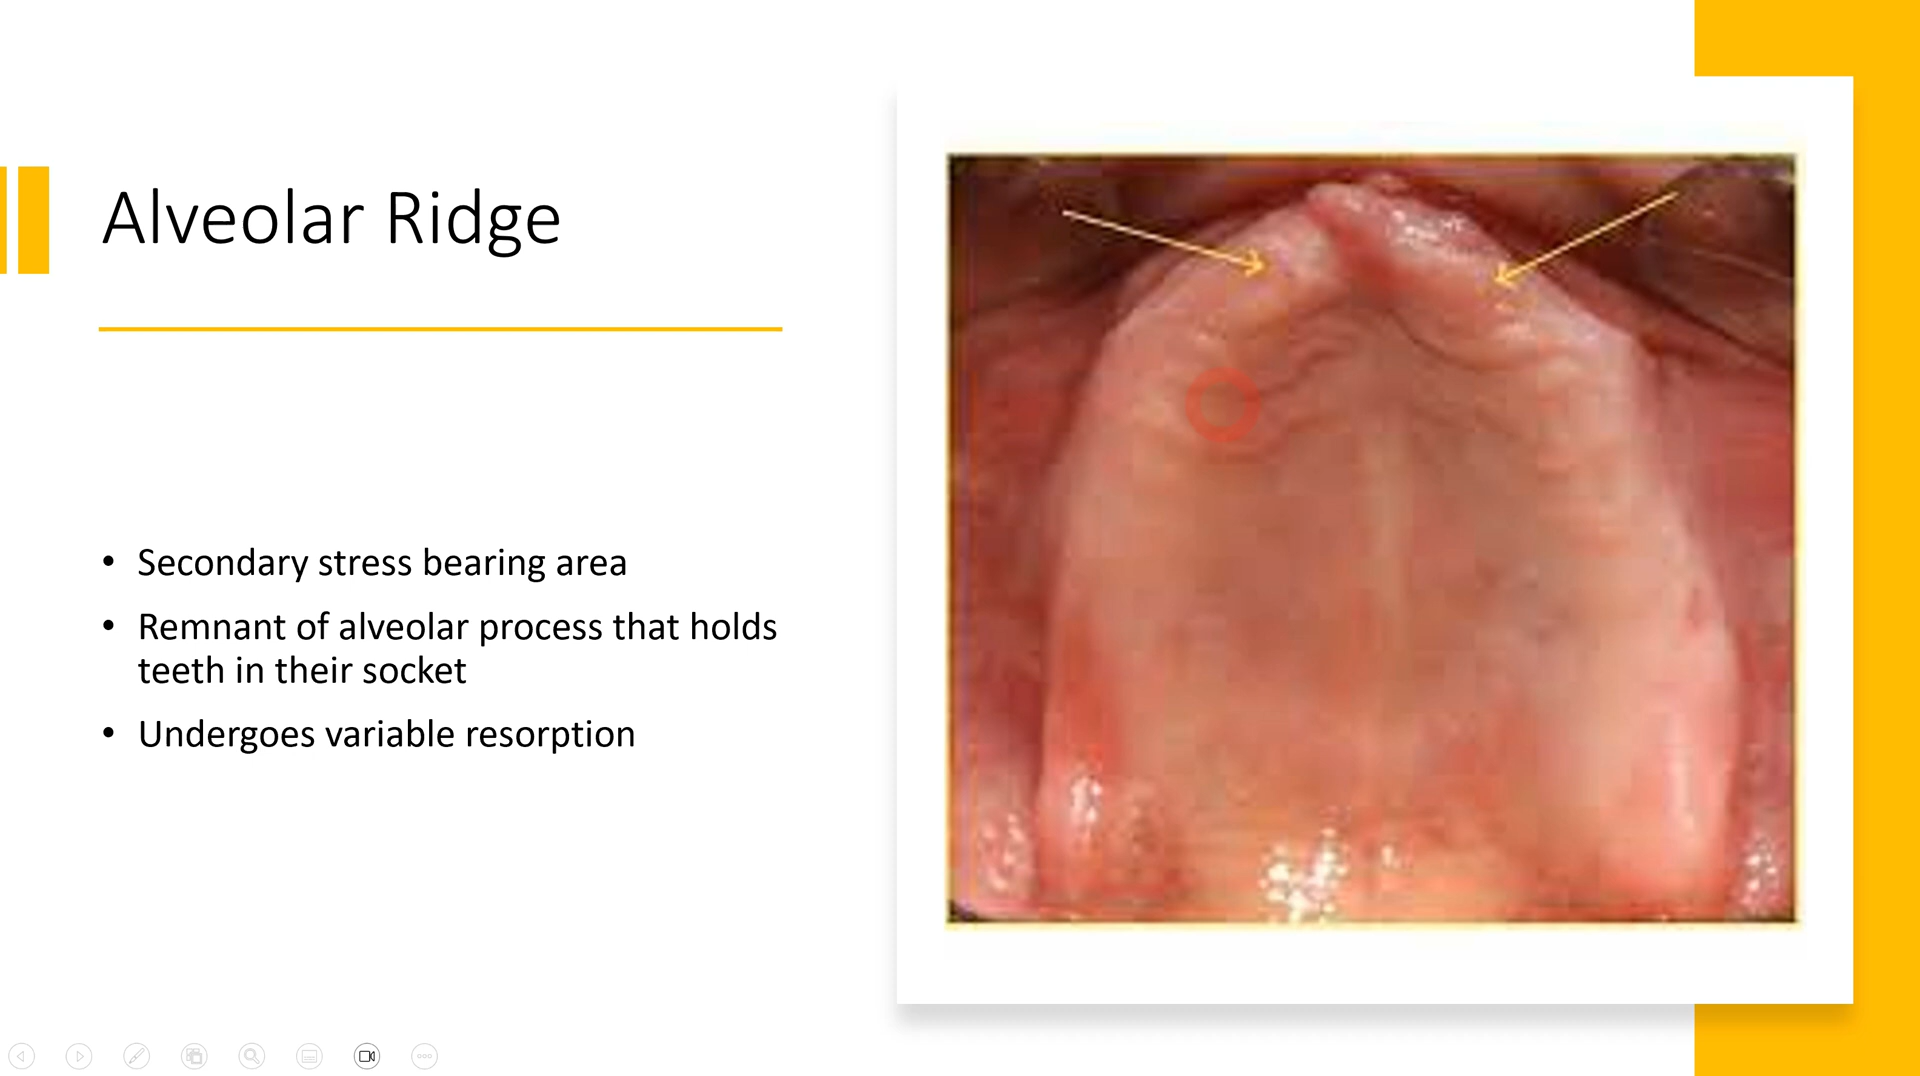 Alveolar Ridge
• Secondary stress bearing area
• Remnant of alveolar process that holds
teeth in their socket
• Undergoes variable resorption